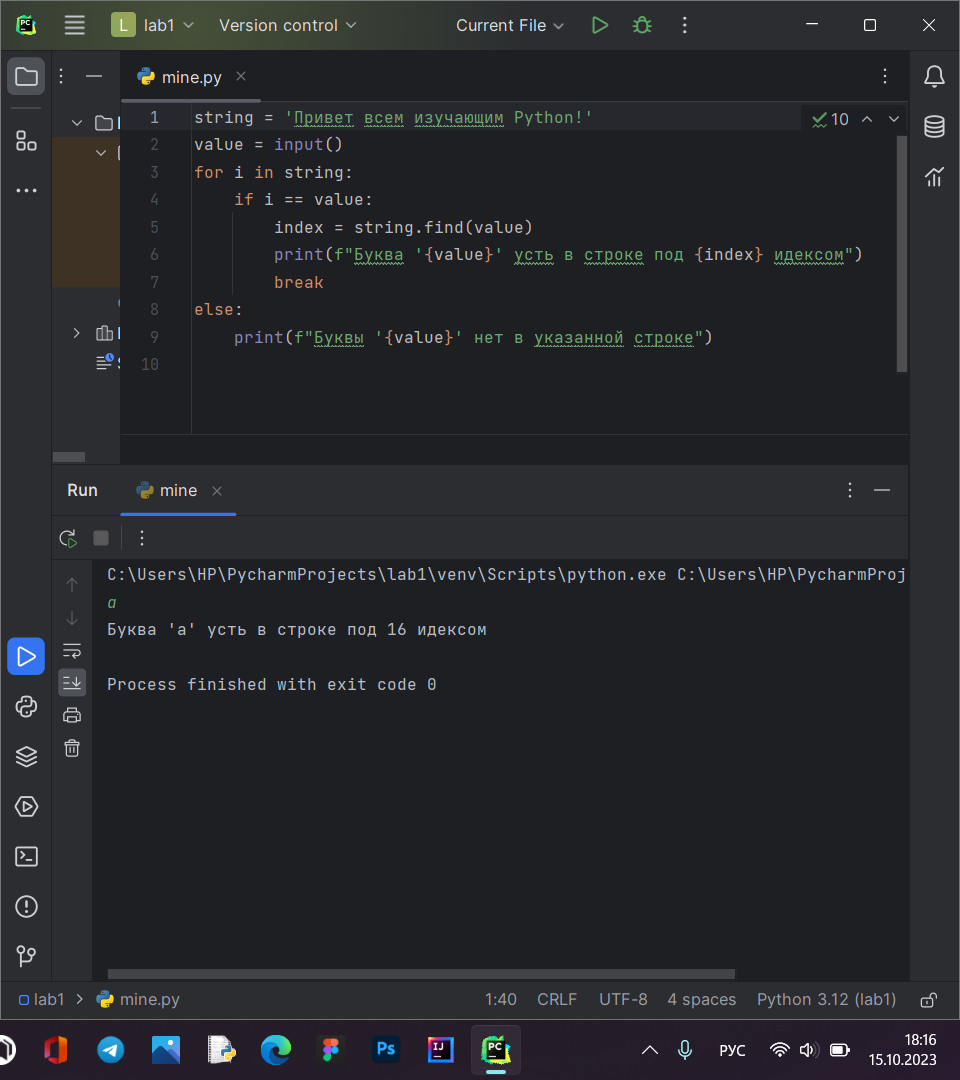 L lab1 Version control Current File
mine.py
1 string = 'Привет всем изучающим Python!' 10
2 value = input()
3 for i in string:
4 if i == value:
5 index = string.find(value)
6 print(f"Буква '{value}' усть в строке под {index} идексом")
7 break
8 else:
9 print(f"Буквы '{value}' нет в указанной строке")
10
Run mine
C:\Users\HP\PycharmProjects\lab1\venv\Scripts\python.exe C:\Users\HP\PycharmProj
а
Буква 'а' усть в строке под 16 идексом
Process finished with exit code 0
lab1 mine.py 1:40 CRLF UTF-8 4 spaces Python 3.12 (lab1)
РУС 18:16
15.10.2023